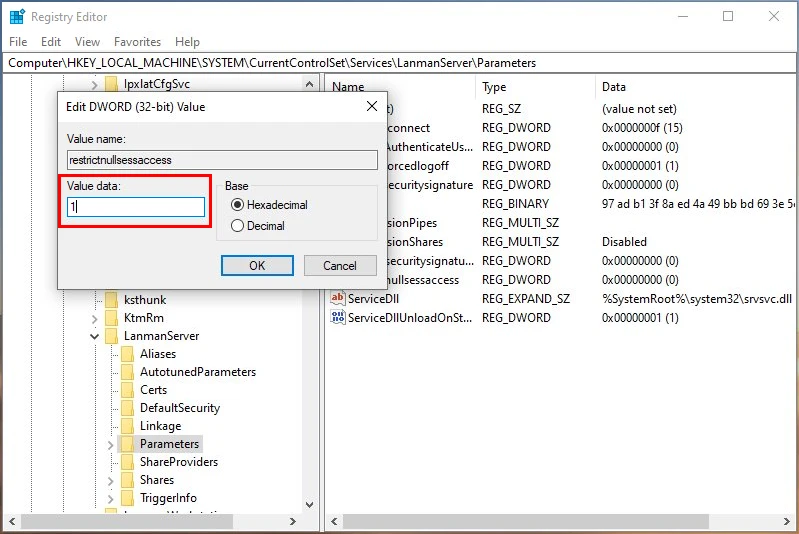 Registry Editor
File Edit View Favorites Help
Computer\HKEY_LOCAL_MACHINE\SYSTEM\CurrentControlSet\Services\LanmanServer\Parameters
IpxlatCfgSvc
Name Type Data
t) REG_SZ (value not set)
connect REG_DWORD 0x0000000f (15)
AuthenticateUs... REG_DWORD 0x00000000 (0)
forcedlogoff REG_DWORD 0x00000001 (1)
securitysignature REG_DWORD 0x00000000 (0)
REG_BINARY 97 ad b1 3f 8a ed 4a 49 bb bd 69 3e 5
sionPipes REG_MULTI_SZ
sionShares REG_MULTI_SZ Disabled
securitysignatu... REG_DWORD 0x00000000 (0)
nullsessaccess REG_DWORD 0x00000000 (0)
ServiceDll REG_EXPAND_SZ %SystemRoot%\system32\srvsvc.dll
ServiceDllUnloadOnSt... REG_DWORD 0x00000001 (1)
Edit DWORD (32-bit) Value
Value name:
restrictnullsessaccess
Value data:
1
Base
Hexadecimal
Decimal
OK Cancel
ksthunk
KtmRm
LanmanServer
Aliases
AutotunedParameters
Certs
DefaultSecurity
Linkage
Parameters
ShareProviders
Shares
TriggerInfo